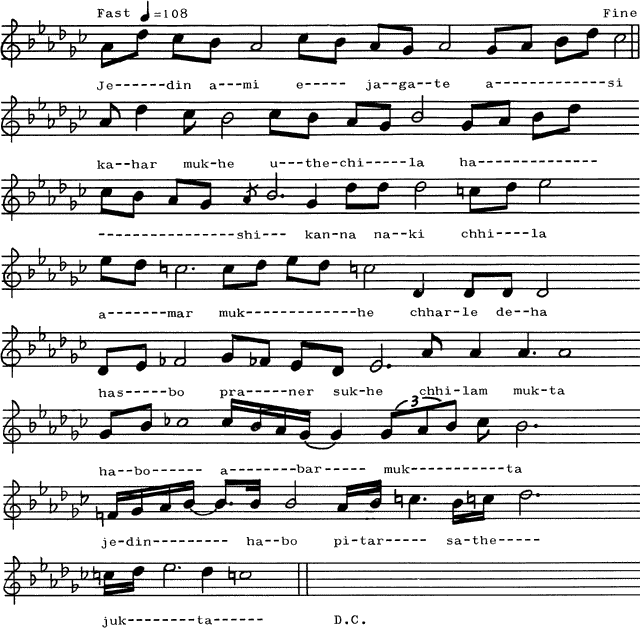 Fast ♩=108 Fine
Je------din a---mi e----- ja-ga--te a------------si
ka--har muk-he u---the-chi----la ha---------------
-----------------shi--- kan-na na--ki chhi---la
a-------mar muk--------------he chhar-le de--ha
has-----bo pra-----ner suk-he chhi-lam muk-ta
3
ha--bo------ a-------bar----- muk-----------ta
je-din--------- ha--bo pi-tar---- sa-the-----
juk--------ta------ D.C.